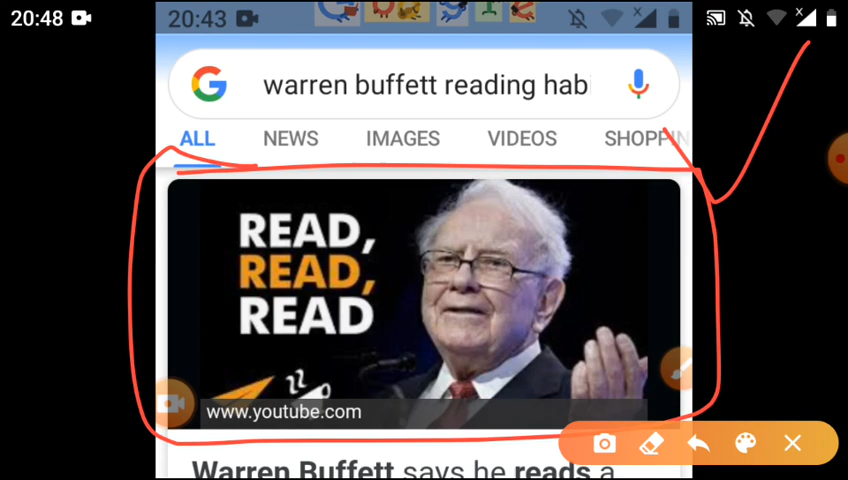 20:48
20:43
warren buffett reading habi
ALL NEWS IMAGES VIDEOS SHOPPIN
READ,
READ,
READ
www.youtube.com
Warren Buffett says he reads a